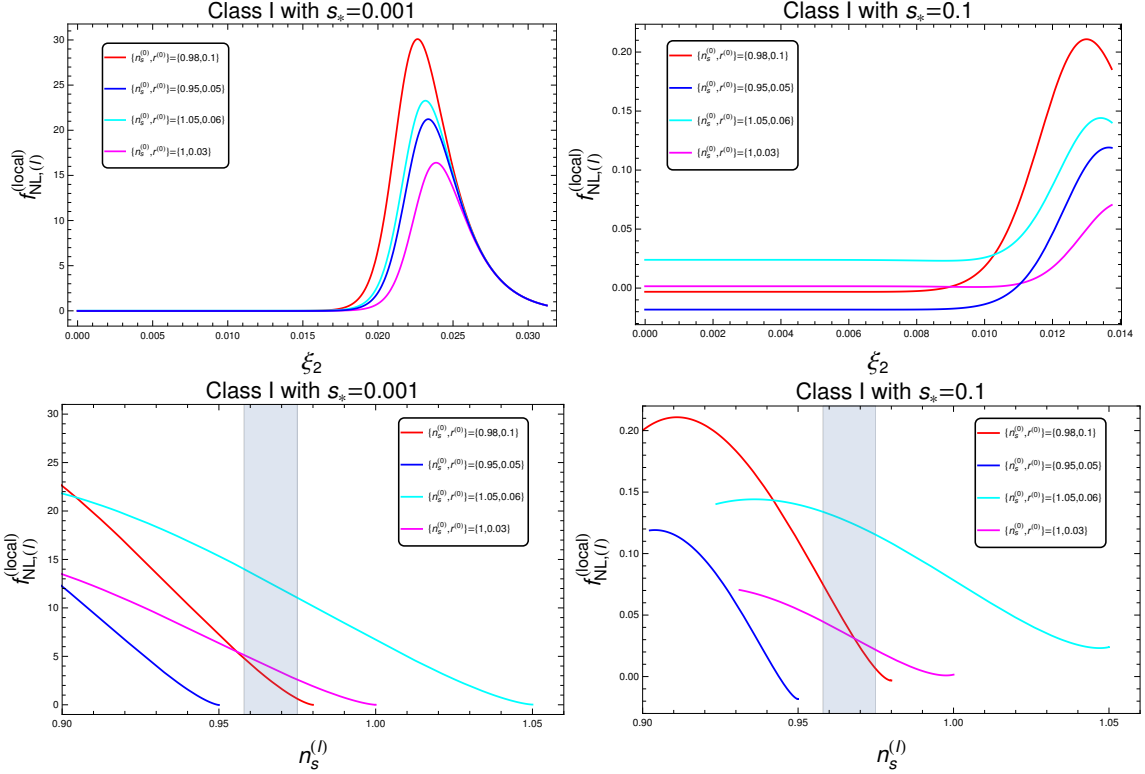 Class I with s*=0.001
f_NL,(I)^(local)
30
25
20
15
10
5
0
{n_s^(0),r^(0)}={0.98,0.1}
{n_s^(0),r^(0)}={0.95,0.05}
{n_s^(0),r^(0)}={1.05,0.06}
{n_s^(0),r^(0)}={1,0.03}
0.000 0.005 0.010 0.015 0.020 0.025 0.030
ξ_2
Class I with s*=0.1
f_NL,(I)^(local)
0.20
0.15
0.10
0.05
0.00
{n_s^(0),r^(0)}={0.98,0.1}
{n_s^(0),r^(0)}={0.95,0.05}
{n_s^(0),r^(0)}={1.05,0.06}
{n_s^(0),r^(0)}={1,0.03}
0.000 0.002 0.004 0.006 0.008 0.010 0.012 0.014
ξ_2
Class I with s*=0.001
f_NL,(I)^(local)
30
25
20
15
10
5
0
{n_s^(0),r^(0)}={0.98,0.1}
{n_s^(0),r^(0)}={0.95,0.05}
{n_s^(0),r^(0)}={1.05,0.06}
{n_s^(0),r^(0)}={1,0.03}
0.90 0.95 1.00 1.05
n_s^(I)
Class I with s*=0.1
f_NL,(I)^(local)
0.20
0.15
0.10
0.05
0.00
{n_s^(0),r^(0)}={0.98,0.1}
{n_s^(0),r^(0)}={0.95,0.05}
{n_s^(0),r^(0)}={1.05,0.06}
{n_s^(0),r^(0)}={1,0.03}
0.90 0.95 1.00 1.05
n_s^(I)